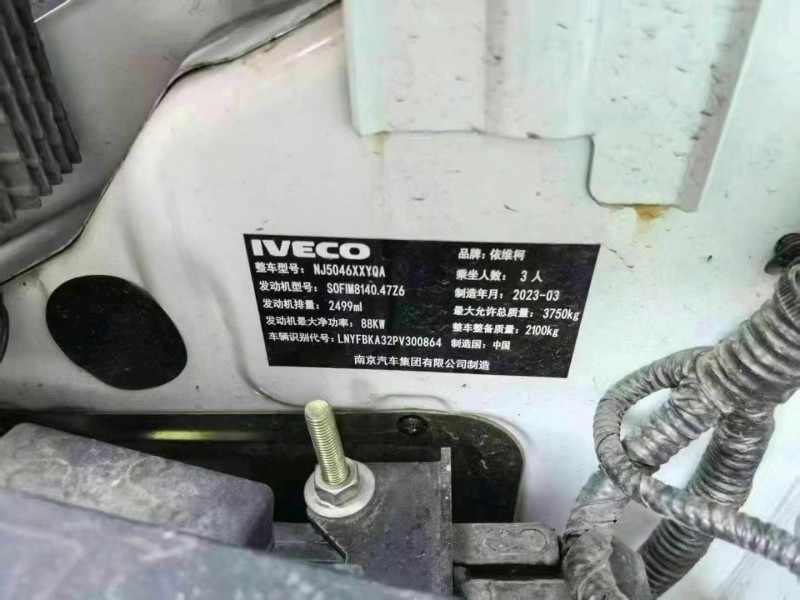 IVECO 品牌：依维柯
整车型号：NJ5046XXYQA 乘坐人数：3人
发动机型号：SOFIM8140.47Z6 制造年月：2023-03
发动机排量：2499ml 最大允许总质量：3750kg
发动机最大净功率：88KW 整车整备质量：2100kg
车辆识别代号：LNYFBKA32PV300864 制造国：中国
南京汽车集团有限公司制造